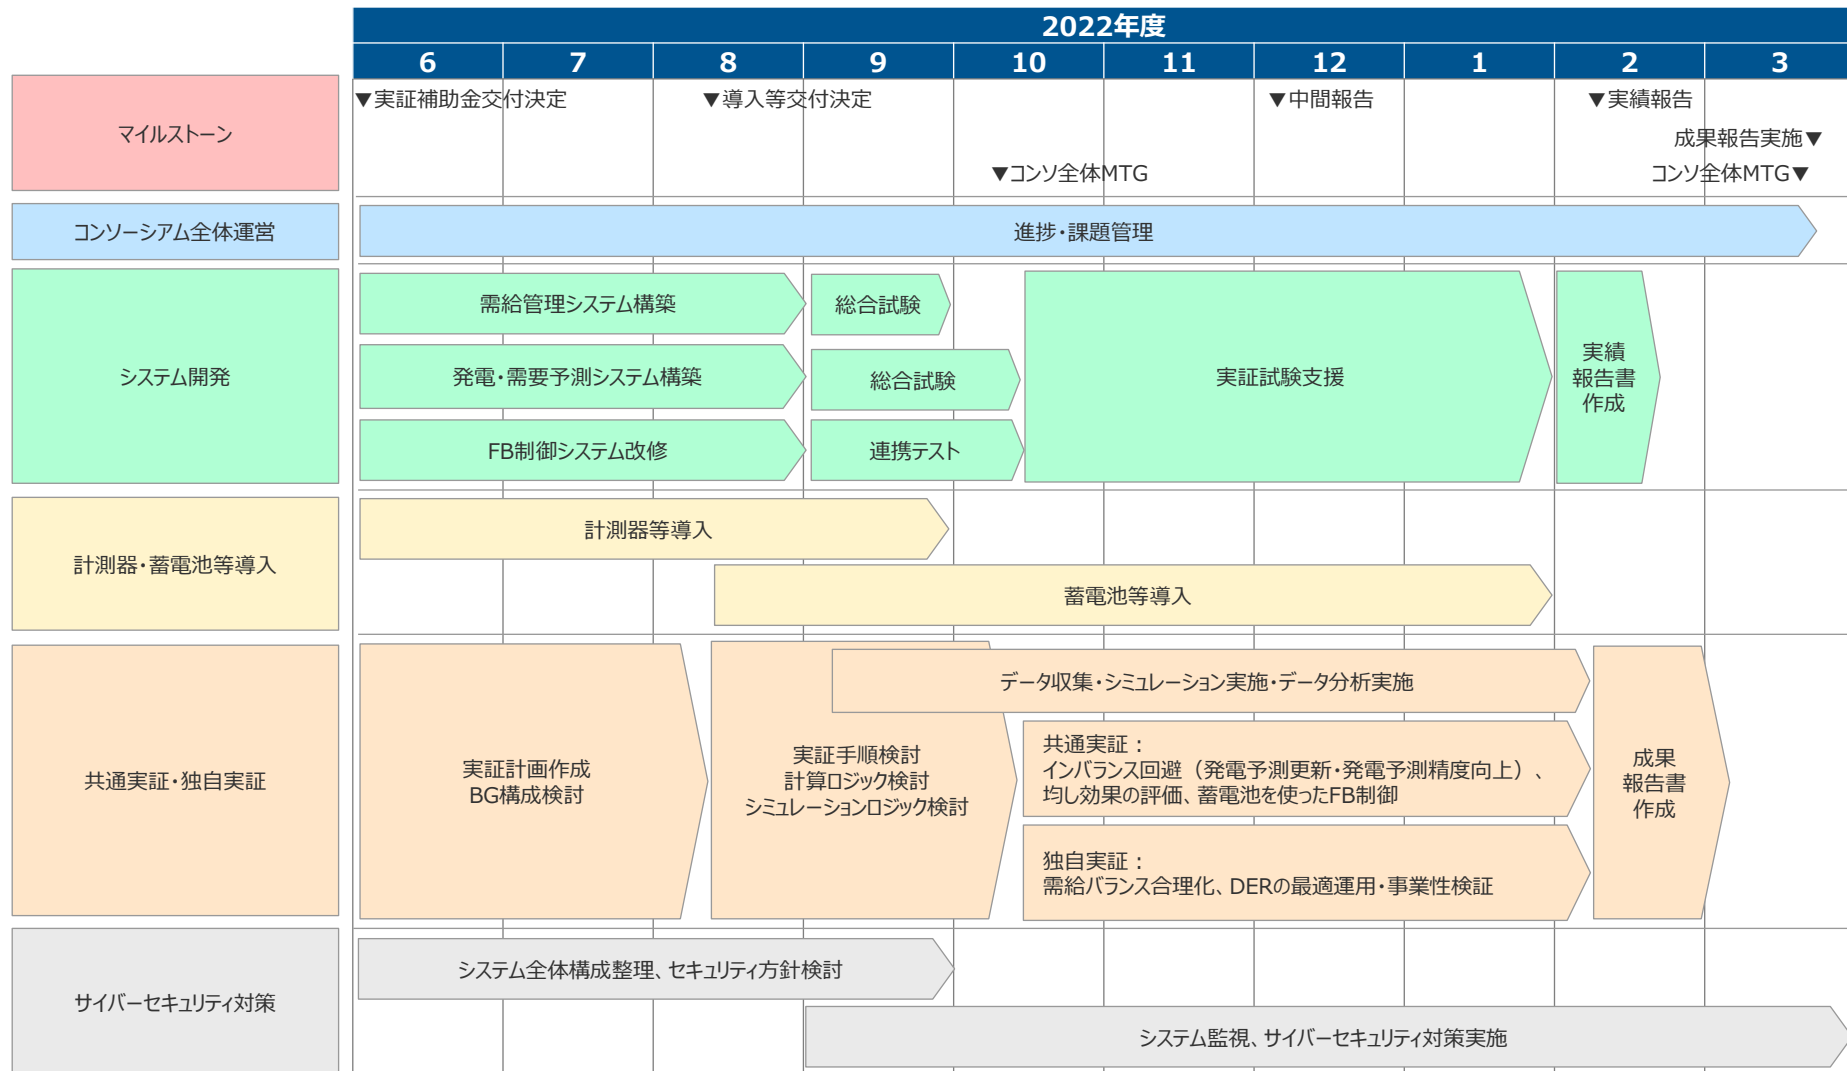 2022年度
6 7 8 9 10 11 12 1 2 3
マイルストーン
▼実証補助金交付決定
▼導入等交付決定
▼中間報告
▼実績報告
成果報告実施▼
▼コンソ全体MTG
コンソ全体MTG▼
コンソーシアム全体運営
進捗・課題管理
システム開発
需給管理システム構築
総合試験
発電・需要予測システム構築
総合試験
FB制御システム改修
連携テスト
実証試験支援
実績
報告書
作成
計測器・蓄電池等導入
計測器等導入
蓄電池等導入
共通実証・独自実証
実証計画作成
BG構成検討
実証手順検討
計算ロジック検討
シミュレーションロジック検討
データ収集・シミュレーション実施・データ分析実施
共通実証：
インバランス回避（発電予測更新・発電予測精度向上）、
均し効果の評価、蓄電池を使ったFB制御
独自実証：
需給バランス合理化、DERの最適運用・事業性検証
成果
報告書
作成
サイバーセキュリティ対策
システム全体構成整理、セキュリティ方針検討
システム監視、サイバーセキュリティ対策実施